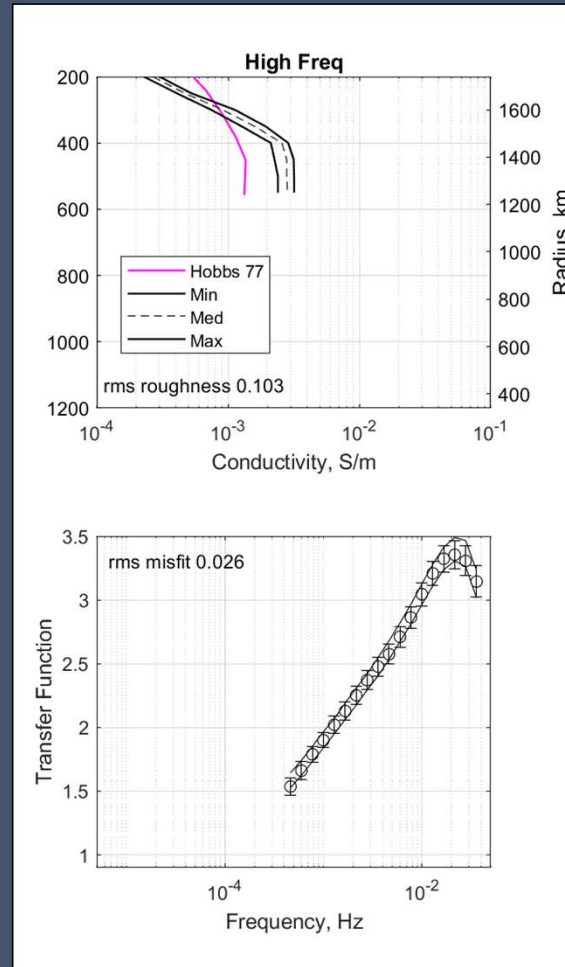 High Freq
200
400
600
800
1000
1200
1600
1400
1200
1000
800
600
400
Radius, km
Hobbs 77
Min
Med
Max
rms roughness 0.103
10^-4
10^-3
10^-2
10^-1
Conductivity, S/m
rms misfit 0.026
3.5
3
2.5
2
1.5
1
Transfer Function
10^-4
10^-2
Frequency, Hz